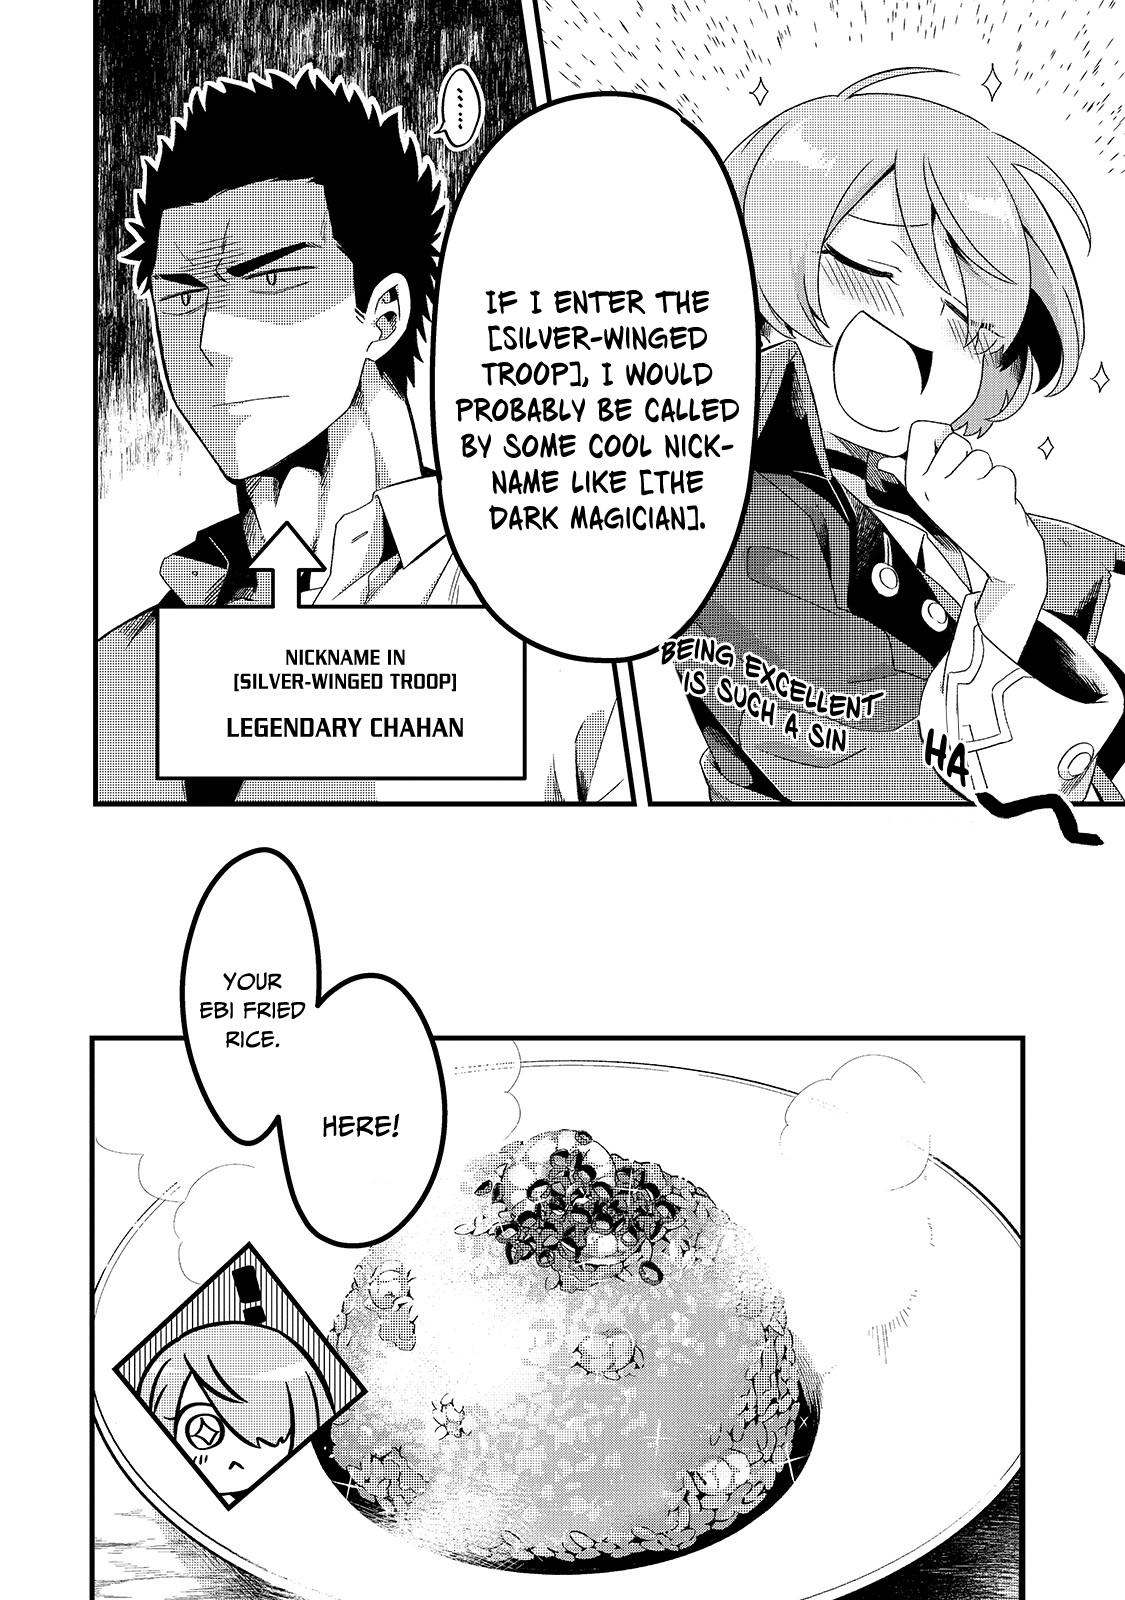 IF I ENTER THE
[SILVER-WINGED
TROOP], I WOULD
PROBABLY BE CALLED
BY SOME COOL NICK-
NAME LIKE [THE
DARK MAGICIAN].
BEING EXCELLENT
IS SUCH A SIN
HA
........
NICKNAME IN
[SILVER-WINGED TROOP]
LEGENDARY CHAHAN
HERE!
YOUR
EBI FRIED
RICE.
!